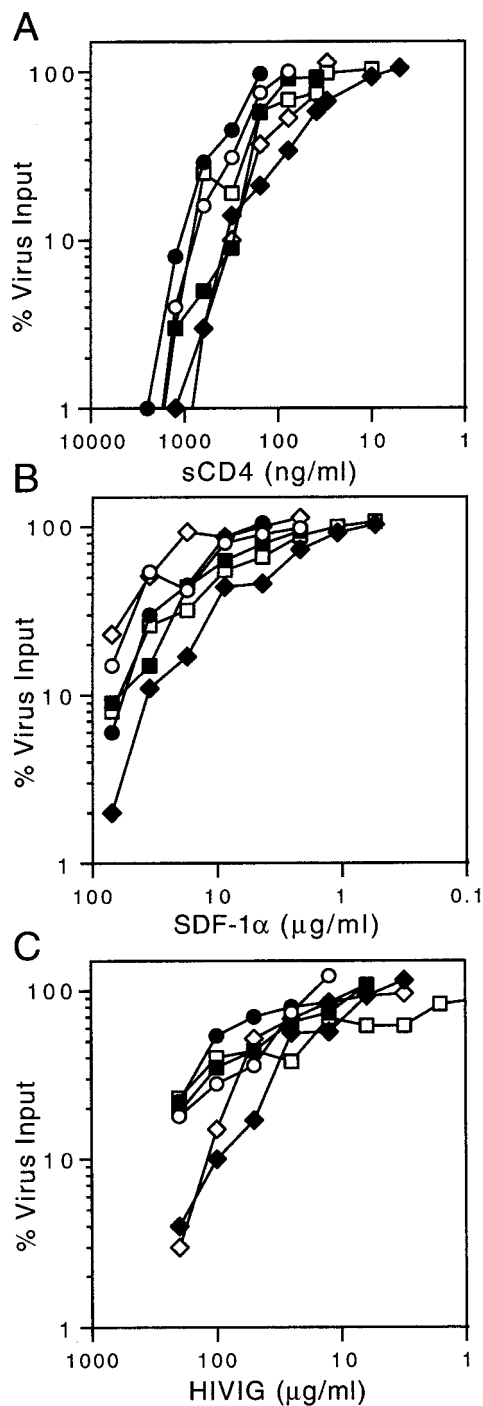 A
% Virus Input
100
10
1
10000 1000 100 10 1
sCD4 (ng/ml)
B
% Virus Input
100
10
1
100 10 1 0.1
SDF-1α (μg/ml)
C
% Virus Input
100
10
1
1000 100 10 1
HIVIG (μg/ml)